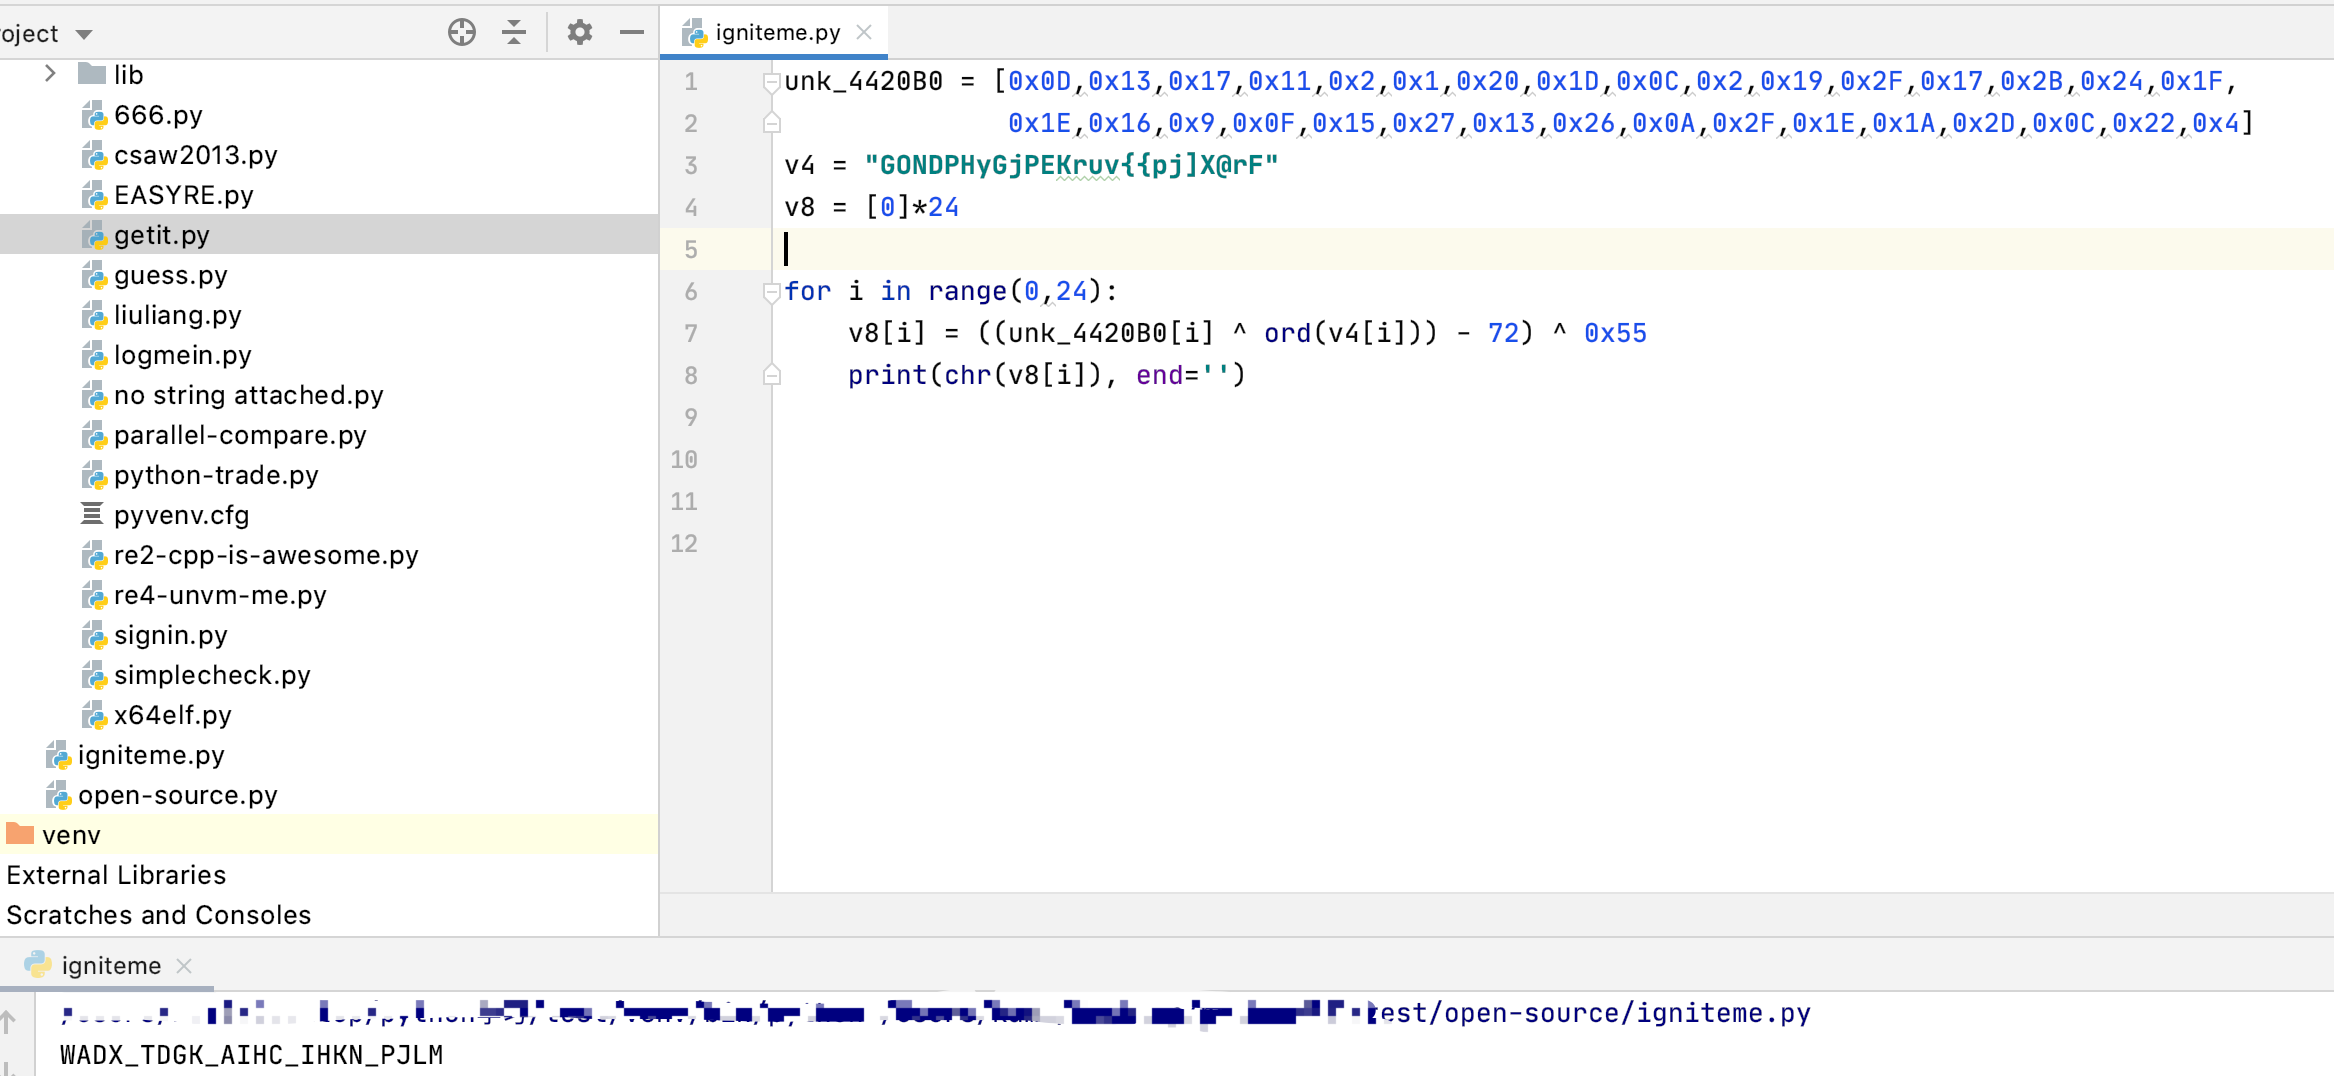 oject
lib
666.py
csaw2013.py
EASYRE.py
getit.py
guess.py
liuliang.py
logmein.py
no string attached.py
parallel-compare.py
python-trade.py
pyvenv.cfg
re2-cpp-is-awesome.py
re4-unvm-me.py
signin.py
simplecheck.py
x64elf.py
igniteme.py
open-source.py
venv
External Libraries
Scratches and Consoles
igniteme.py
1 unk_4420B0 = [0x0D,0x13,0x17,0x11,0x2,0x1,0x20,0x1D,0x0C,0x2,0x19,0x2F,0x17,0x2B,0x24,0x1F,
2 0x1E,0x16,0x9,0x0F,0x15,0x27,0x13,0x26,0x0A,0x2F,0x1E,0x1A,0x2D,0x0C,0x22,0x4]
3 v4 = "GONDPHyGjPEKruv{{pj]X@rF"
4 v8 = [0]*24
5
6 for i in range(0,24):
7 v8[i] = ((unk_4420B0[i] ^ ord(v4[i])) - 72) ^ 0x55
8 print(chr(v8[i]), end='')
9
10
11
12
igniteme
est/open-source/igniteme.py
WADX_TDGK_AIHC_IHKN_PJLM